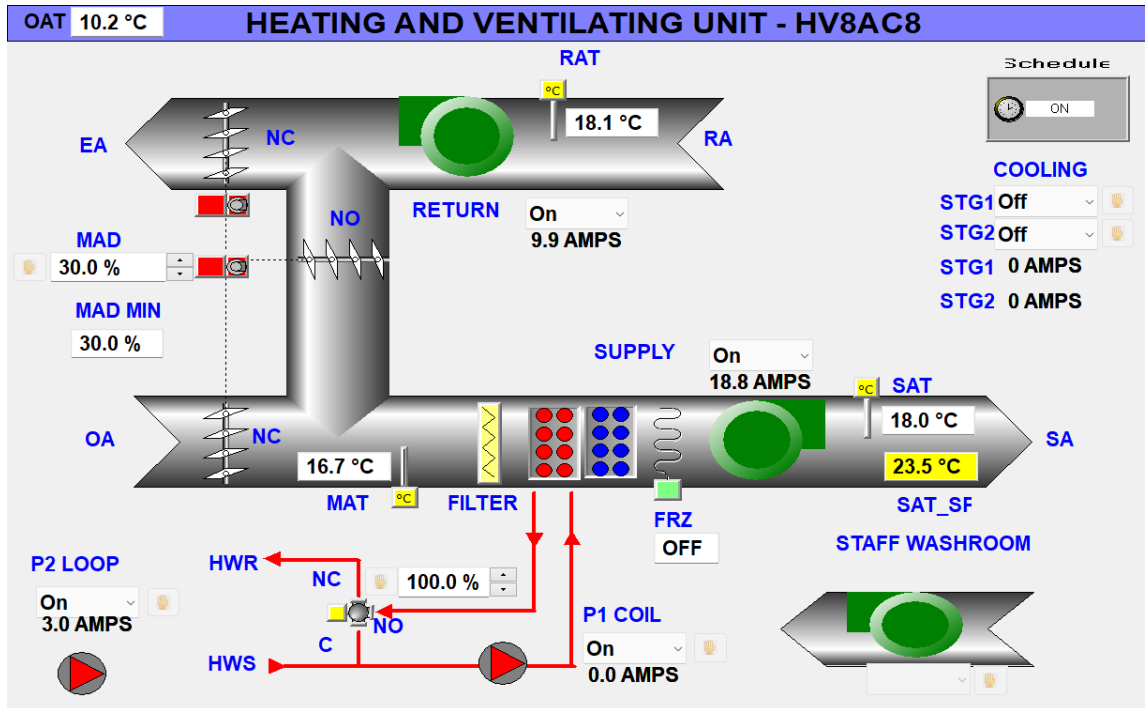 OAT 10.2 °C HEATING AND VENTILATING UNIT - HV8AC8
RAT
Schedule
°C
18.1 °C
ON
EA
NC
RA
COOLING
STG1 Off
RETURN
On
NO
STG2 Off
9.9 AMPS
MAD
30.0 %
STG1 0 AMPS
STG2 0 AMPS
MAD MIN
30.0 %
SUPPLY
On
18.8 AMPS
°C
SAT
18.0 °C
OA
NC
SA
16.7 °C
23.5 °C
MAT
°C
FILTER
SAT_SF
FRZ
OFF
STAFF WASHROOM
P2 LOOP
HWR
NC
100.0 %
On
3.0 AMPS
NO
P1 COIL
C
On
HWS
0.0 AMPS